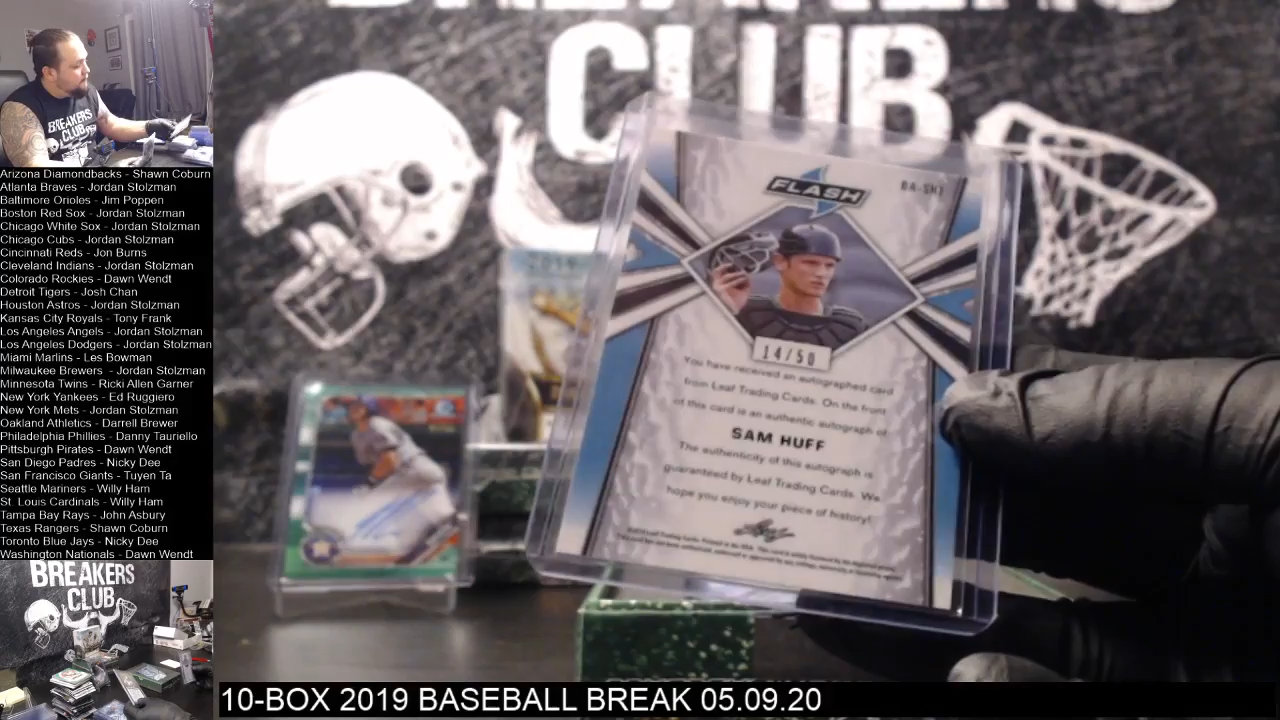 BREAKERS
CLUB
BREAKERS
CLUB
Arizona Diamondbacks - Shawn Coburn
Atlanta Braves - Jordan Stolzman
Baltimore Orioles - Jim Poppen
Boston Red Sox - Jordan Stolzman
Chicago White Sox - Jordan Stolzman
Chicago Cubs - Jordan Stolzman
Cincinnati Reds - Jon Burns
Cleveland Indians - Jordan Stolzman
Colorado Rockies - Dawn Wendt
Detroit Tigers - Josh Chan
Houston Astros - Jordan Stolzman
Kansas City Royals - Tony Frank
Los Angeles Angels - Jordan Stolzman
Los Angeles Dodgers - Jordan Stolzman
Miami Marlins - Les Bowman
Milwaukee Brewers - Jordan Stolzman
Minnesota Twins - Ricki Allen Garner
New York Yankees - Ed Ruggiero
New York Mets - Jordan Stolzman
Oakland Athletics - Darrell Brewer
Philadelphia Phillies - Danny Tauriello
Pittsburgh Pirates - Dawn Wendt
San Diego Padres - Nicky Dee
San Francisco Giants - Tuyen Ta
Seattle Mariners - Willy Ham
St. Louis Cardinals - Willy Ham
Tampa Bay Rays - John Asbury
Texas Rangers - Shawn Coburn
Toronto Blue Jays - Nicky Dee
Washington Nationals - Dawn Wendt
BREAKERS
CLUB
FLASH
BA-SH1
14/50
You have received an autographed card
from Leaf Trading Cards. On the front
of this card is an authentic autograph of
SAM HUFF
The authenticity of this autograph is
guaranteed by Leaf Trading Cards. We
hope you enjoy your piece of history!
Leaf
10-BOX 2019 BASEBALL BREAK 05.09.20